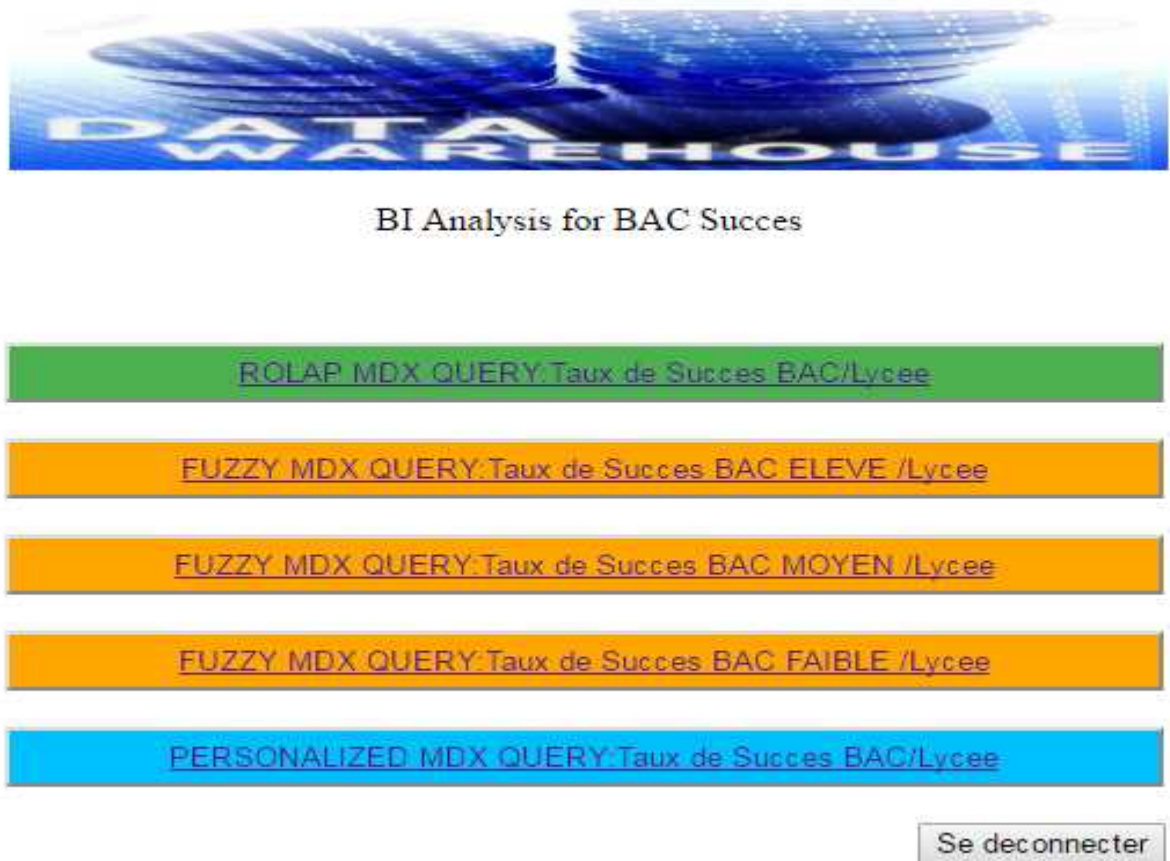 DATA
WAREHOUSE
BI Analysis for BAC Succes
ROLAP MDX QUERY:Taux de Succes BAC/Lycee
FUZZY MDX QUERY:Taux de Succes BAC ELEVE /Lycee
FUZZY MDX QUERY:Taux de Succes BAC MOYEN /Lycee
FUZZY MDX QUERY:Taux de Succes BAC FAIBLE /Lycee
PERSONALIZED MDX QUERY:Taux de Succes BAC/Lycee
Se deconnecter